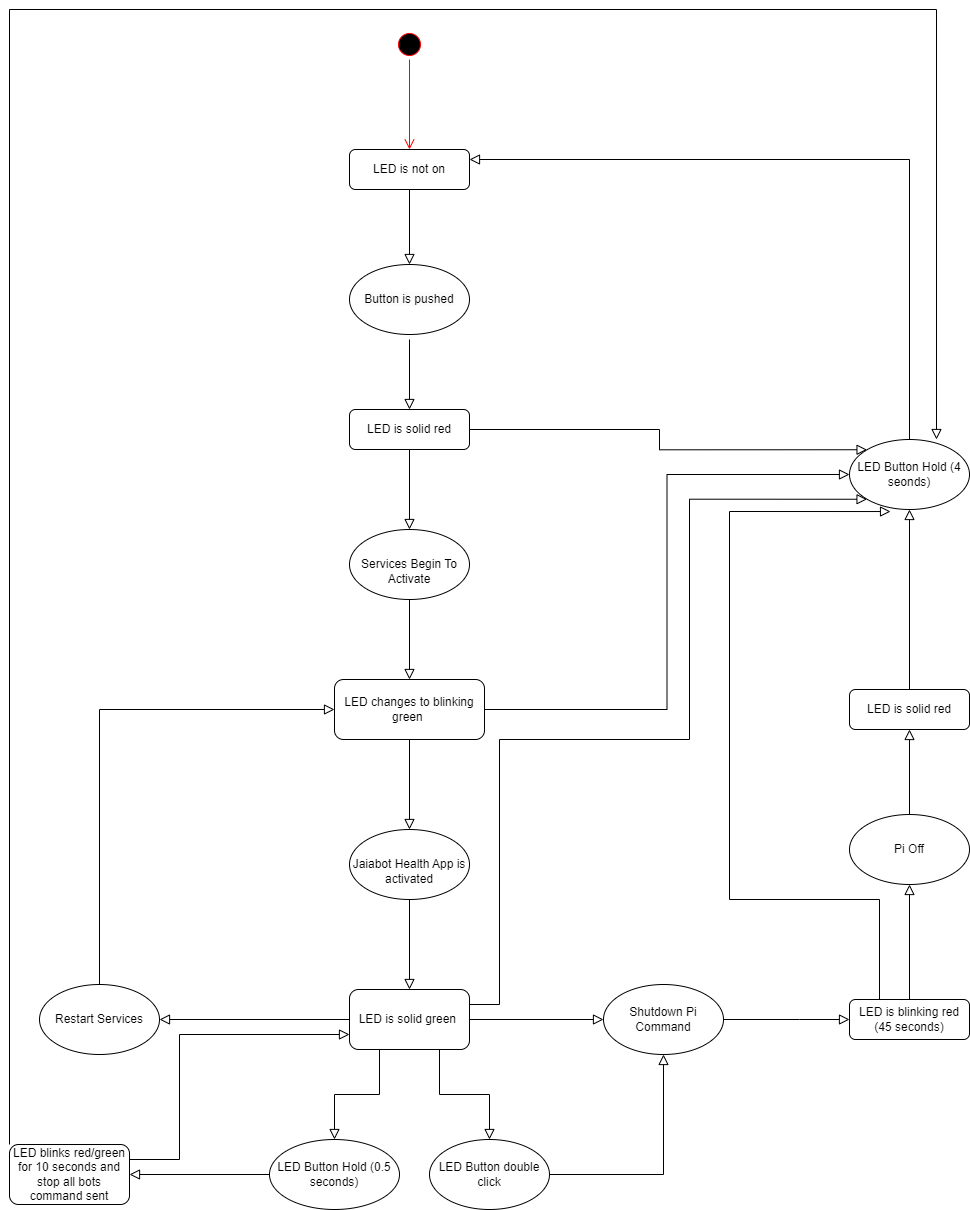 LED is not on
Button is pushed
LED is solid red
LED Button Hold (4
seonds)
Services Begin To
Activate
LED changes to blinking
green
LED is solid red
Pi Off
Jaiabot Health App is
activated
Restart Services
LED is solid green
Shutdown Pi
Command
LED is blinking red
(45 seconds)
LED blinks red/green
for 10 seconds and
stop all bots
command sent
LED Button Hold (0.5
seconds)
LED Button double
click